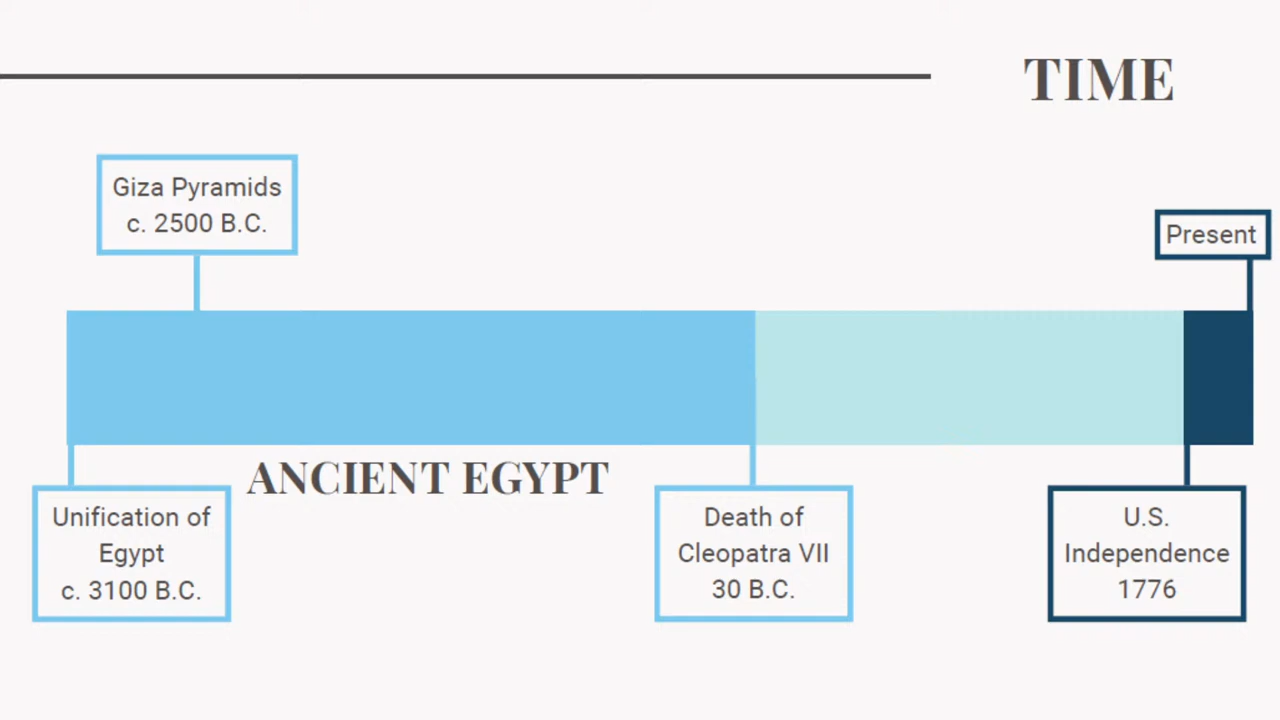 TIME
Giza Pyramids
c. 2500 B.C.
Present
ANCIENT EGYPT
Unification of
Egypt
c. 3100 B.C.
Death of
Cleopatra VII
30 B.C.
U.S.
Independence
1776